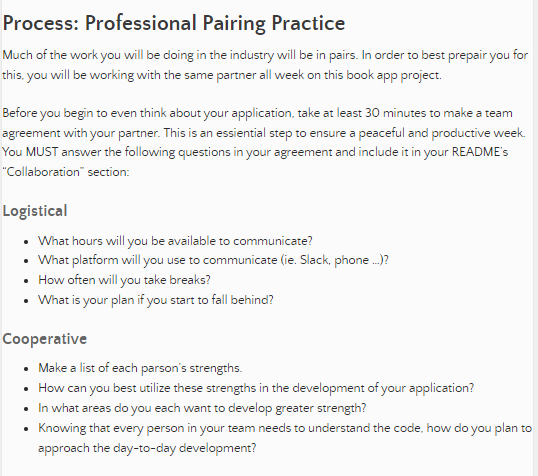 Process: Professional Pairing Practice
Much of the work you will be doing in the industry will be in pairs. In order to best prepair you for
this, you will be working with the same partner all week on this book app project.
Before you begin to even think about your application, take at least 30 minutes to make a team
agreement with your partner. This is an essiential step to ensure a peaceful and productive week.
You MUST answer the following questions in your agreement and include it in your README's
"Collaboration" section:
Logistical
• What hours will you be available to communicate?
• What platform will you use to communicate (ie. Slack, phone ...)?
• How often will you take breaks?
• What is your plan if you start to fall behind?
Cooperative
• Make a list of each parson's strengths.
• How can you best utilize these strengths in the development of your application?
• In what areas do you each want to develop greater strength?
• Knowing that every person in your team needs to understand the code, how do you plan to
approach the day-to-day development?